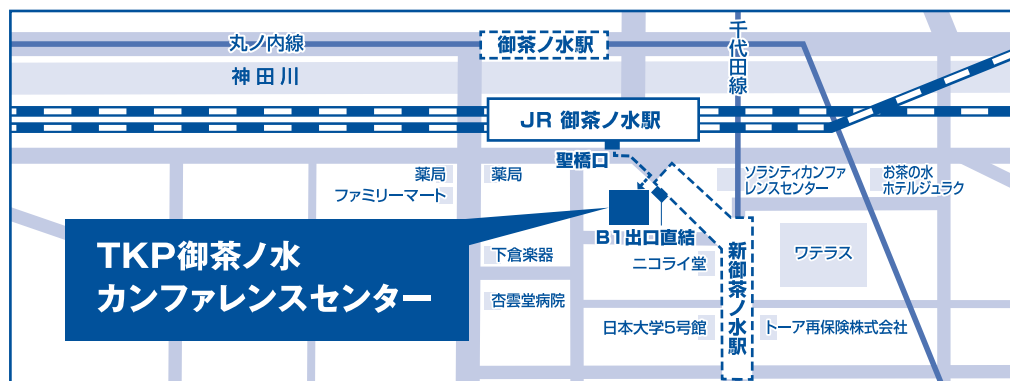 丸ノ内線
御茶ノ水駅
千代田線
神田川
JR 御茶ノ水駅
聖橋口
薬局
薬局
ファミリーマート
ソラシティカンファ
レンスセンター
お茶の水
ホテルジュラク
B1出口直結
TKP御茶ノ水
カンファレンスセンター
下倉楽器
ニコライ堂
新御茶ノ水駅
ワテラス
杏雲堂病院
日本大学5号館
トーア再保険株式会社